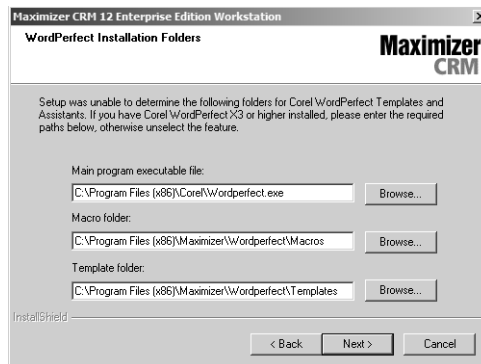 Maximizer CRM 12 Enterprise Edition Workstation
WordPerfect Installation Folders
Maximizer
CRM
Setup was unable to determine the following folders for Corel WordPerfect Templates and
Assistants. If you have Corel WordPerfect X3 or higher installed, please enter the required
paths below, otherwise unselect the feature.
Main program executable file:
C:\Program Files (x86)\Corel\Wordperfect.exe
Browse...
Macro folder:
C:\Program Files (x86)\Maximizer\Wordperfect\Macros
Browse...
Template folder:
C:\Program Files (x86)\Maximizer\Wordperfect\Templates
Browse...
InstallShield
< Back
Next >
Cancel